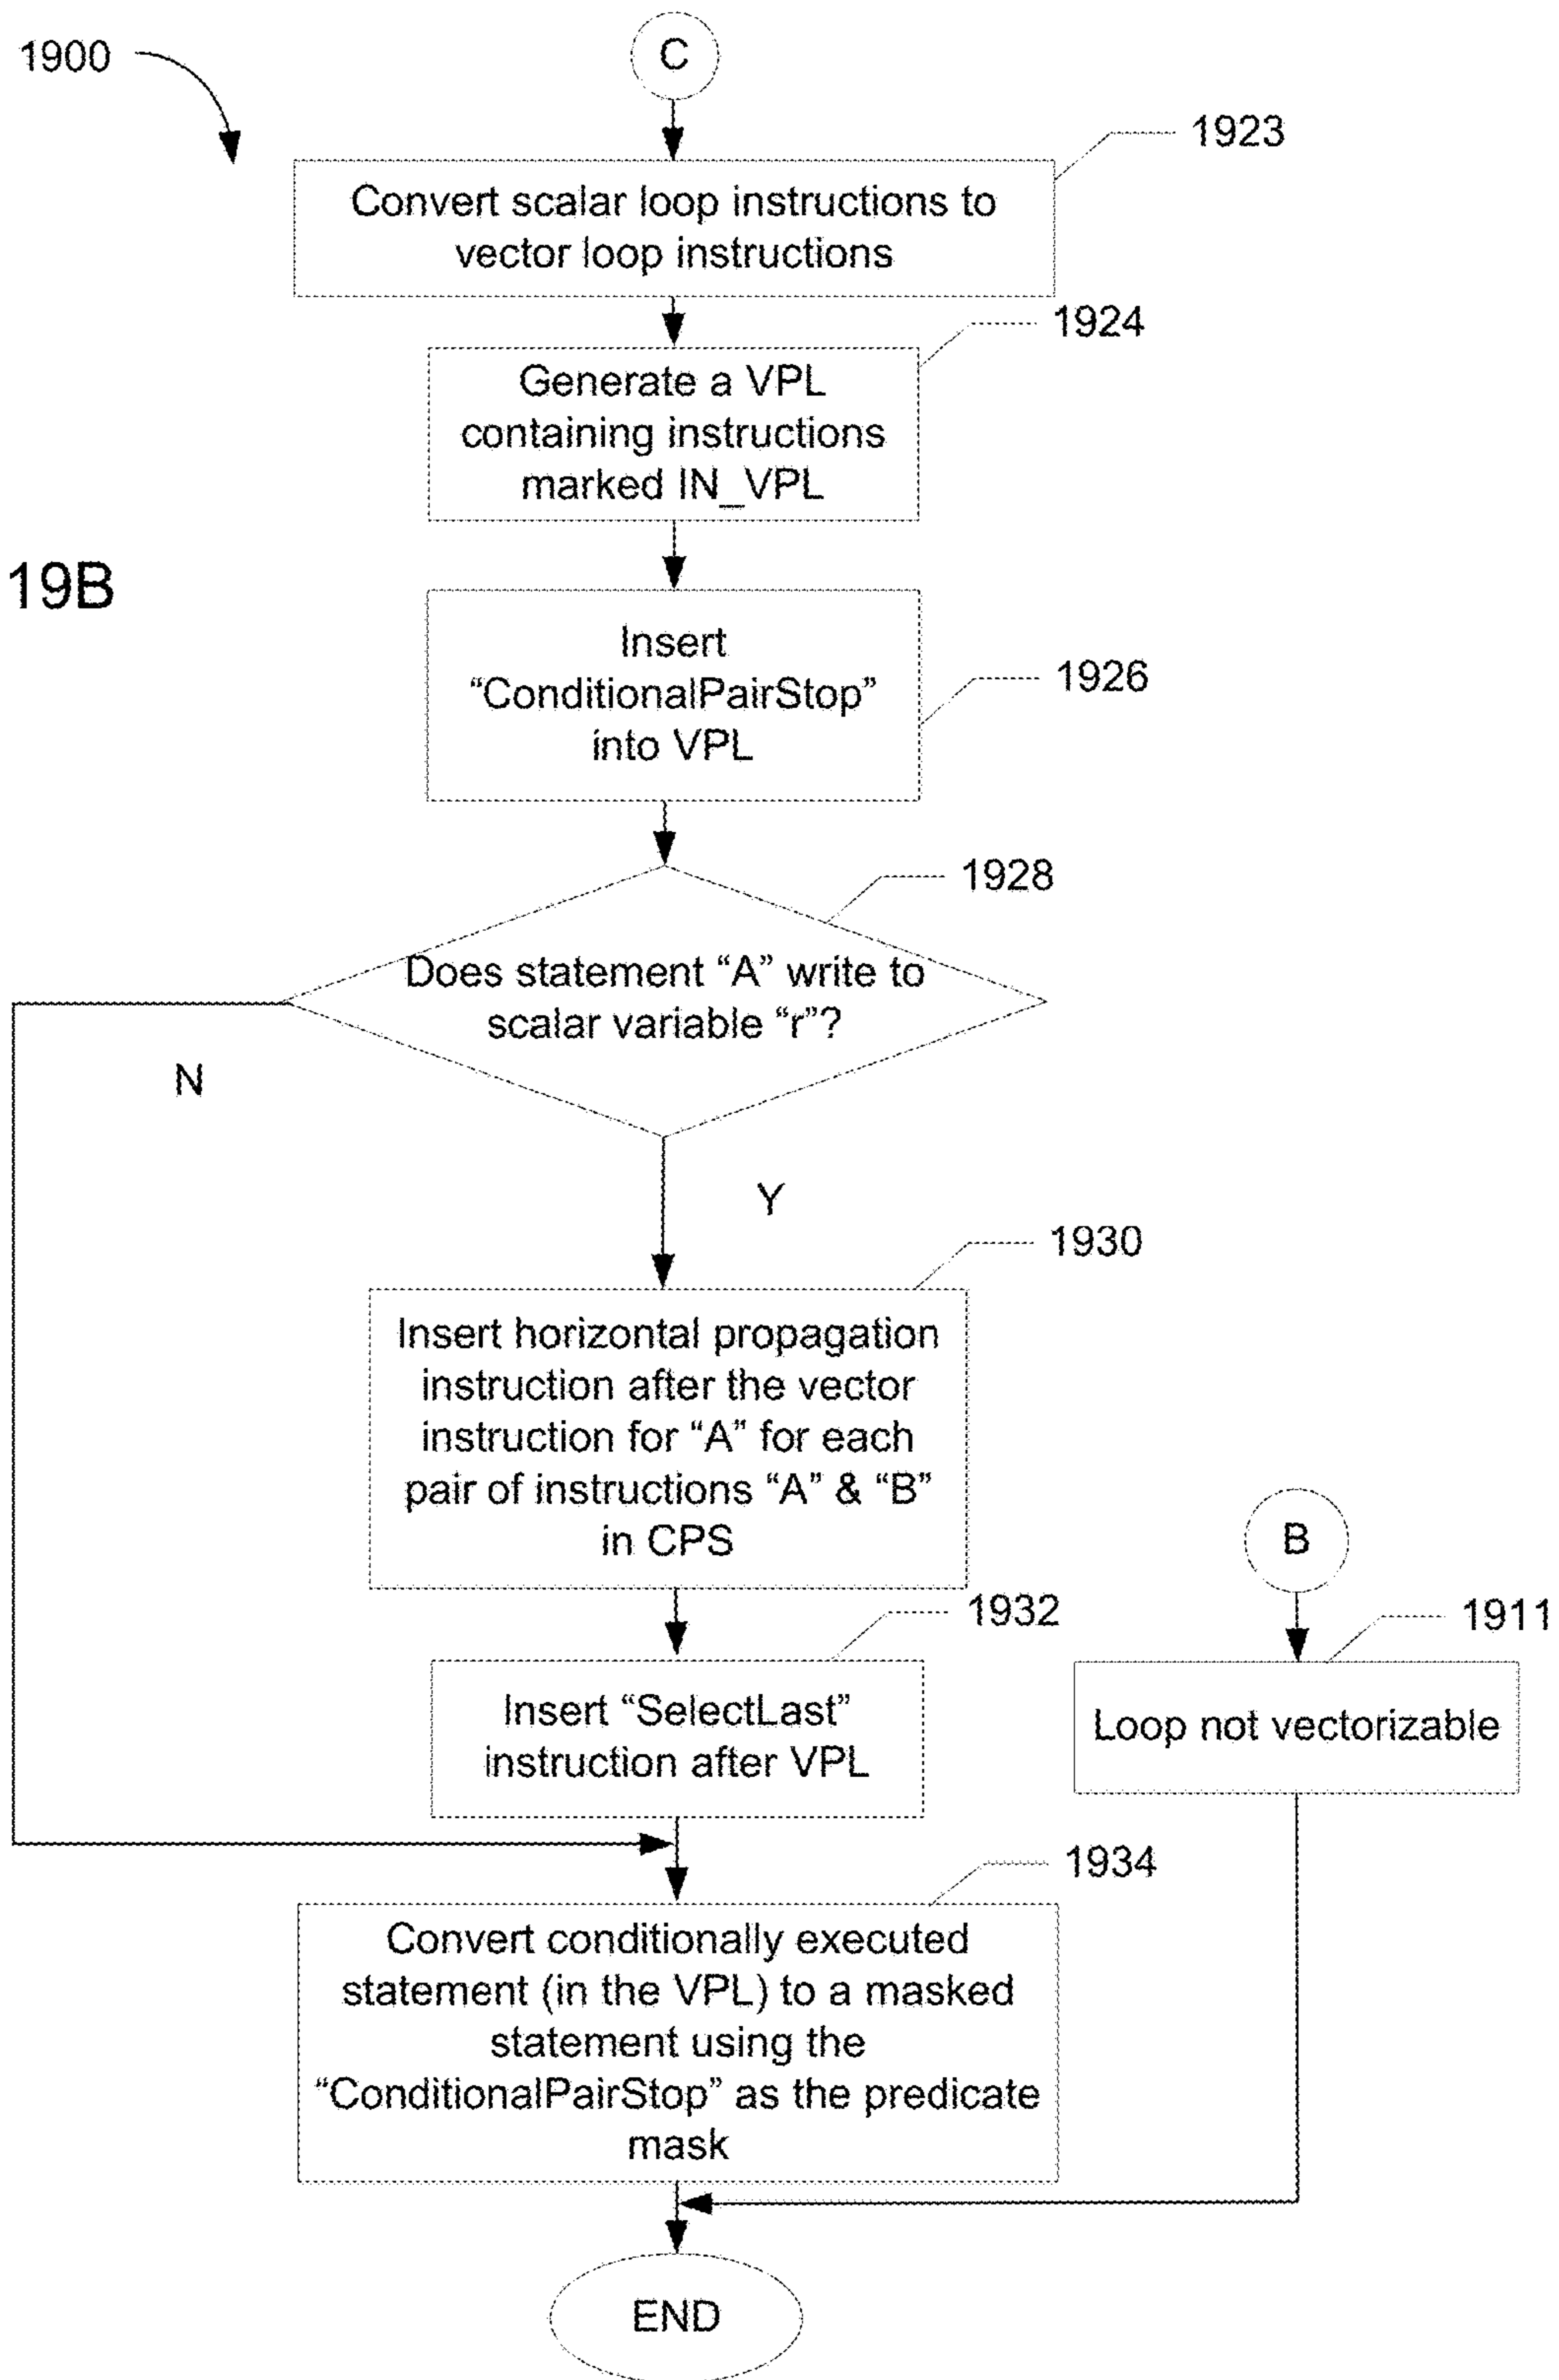 1900
C
1923
Convert scalar loop instructions to
vector loop instructions
1924
Generate a VPL
containing instructions
marked IN_VPL
19B
Insert
“ConditionalPairStop”
into VPL
1926
1928
Does statement “A” write to
scalar variable “r”?
N
Y
1930
Insert horizontal propagation
instruction after the vector
instruction for “A” for each
pair of instructions “A” & “B”
in CPS
B
1932
1911
Insert “SelectLast”
instruction after VPL
Loop not vectorizable
1934
Convert conditionally executed
statement (in the VPL) to a masked
statement using the
“ConditionalPairStop” as the predicate
mask
END